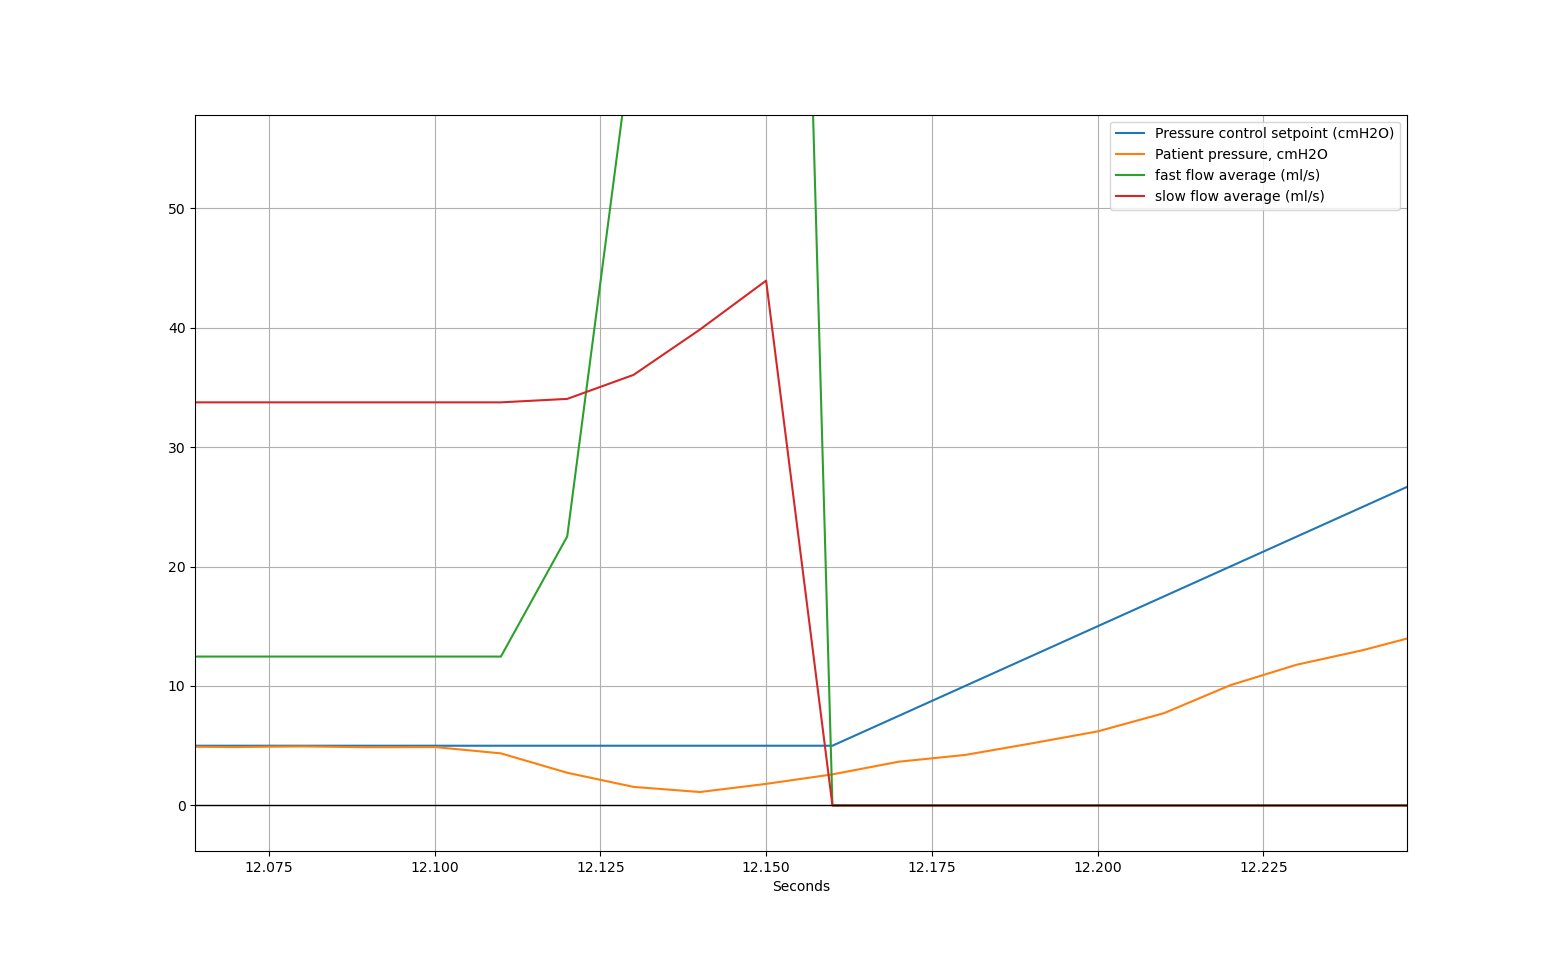 Pressure control setpoint (cmH2O)
Patient pressure, cmH2O
fast flow average (ml/s)
slow flow average (ml/s)
50
40
30
20
10
0
12.075 12.100 12.125 12.150 12.175 12.200 12.225
Seconds